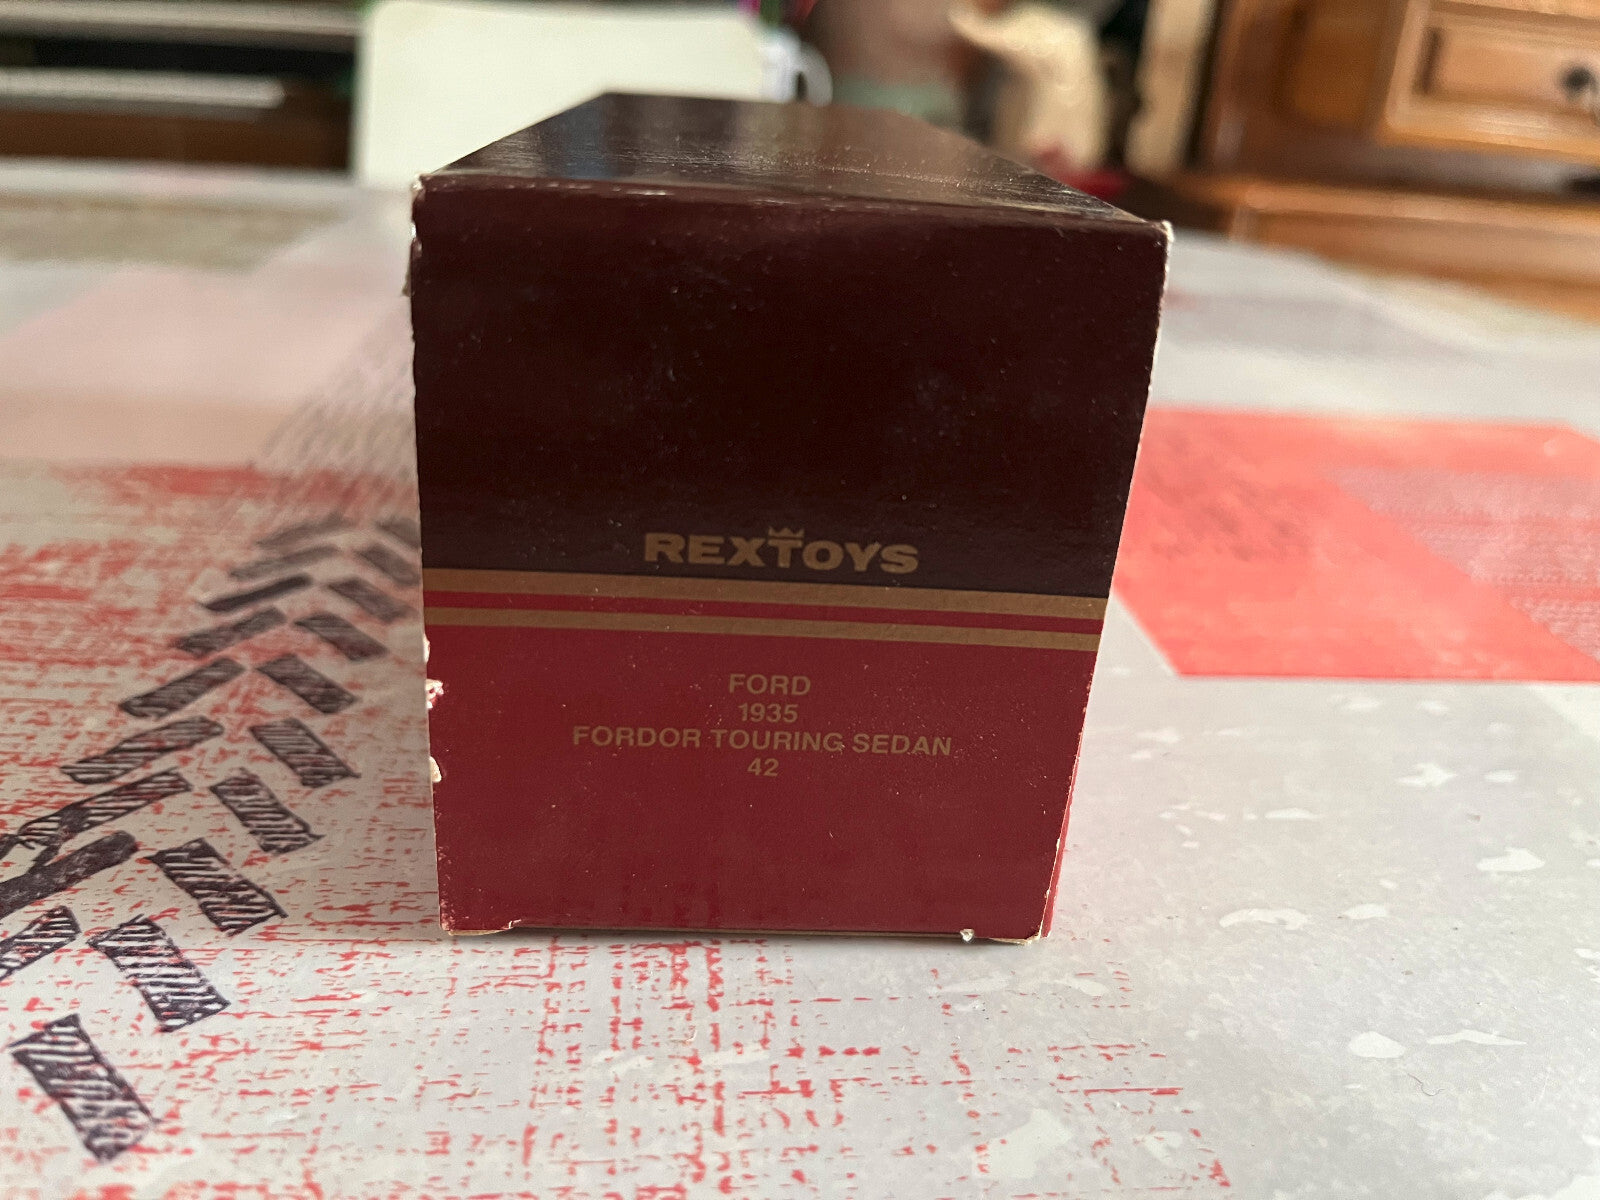 REXTOYS
FORD
1935
FORDOR TOURING SEDAN
42